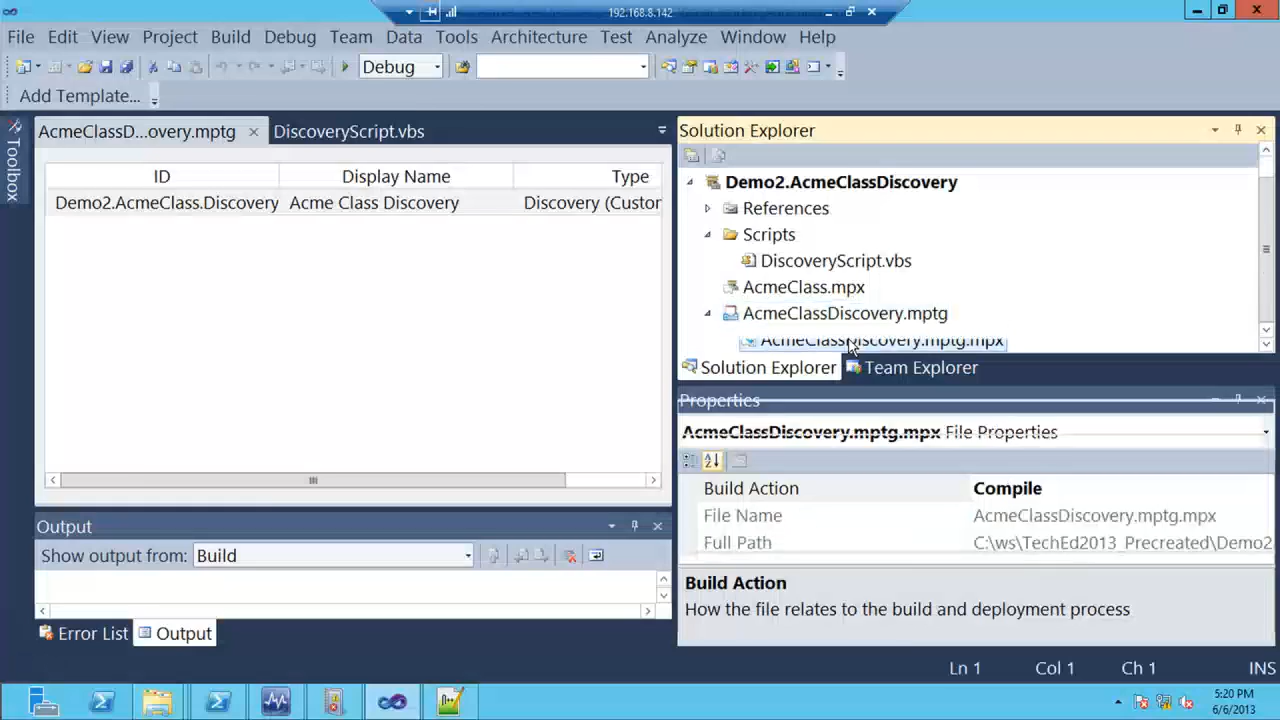 192.168.8.142
File Edit View Project Build Debug Team Data Tools Architecture Test Analyze Window Help
Debug
Add Template...
Toolbox
AcmeClassD...overy.mptg
DiscoveryScript.vbs
ID Display Name Type
Demo2.AcmeClass.Discovery Acme Class Discovery Discovery (Custor
Solution Explorer
Demo2.AcmeClassDiscovery
References
Scripts
DiscoveryScript.vbs
AcmeClass.mpx
AcmeClassDiscovery.mptg
AcmeClassDiscovery.mptg.mpx
Solution Explorer Team Explorer
Properties
AcmeClassDiscovery.mptg.mpx File Properties
Build Action Compile
File Name AcmeClassDiscovery.mptg.mpx
Full Path C:\ws\TechEd2013_Precreated\Demo2
Build Action
How the file relates to the build and deployment process
Output
Show output from: Build
Error List Output
Ln 1 Col 1 Ch 1 INS
5:20 PM
6/6/2013